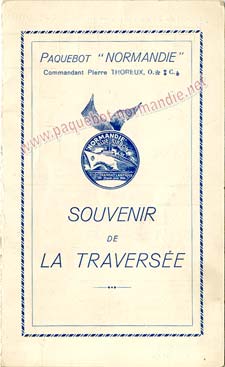 PAQUEBOT "NORMANDIE"
Commandant Pierre THOREUX, O. ※ ‡ C.
www.paquebot-normandie.net
NORMANDIE
SOUVENIR
DE
LA TRAVERSÉE